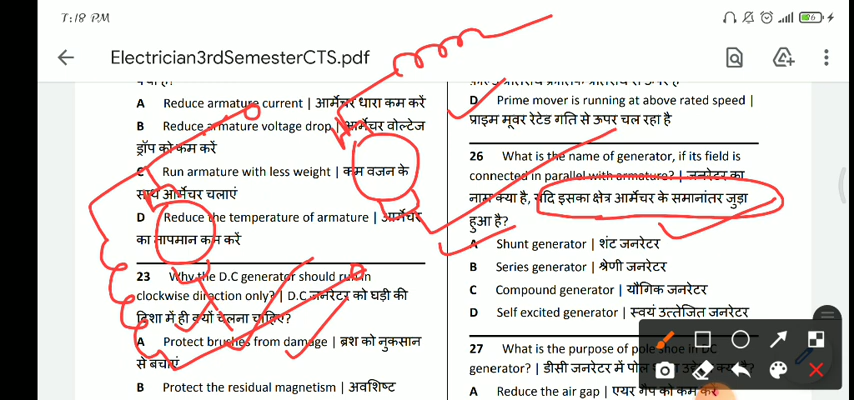 7:18 PM
Electrician3rdSemesterCTS.pdf
A Reduce armature current | आर्मेचर धारा कम करें
B Reduce armature voltage drop | आर्मेचर वोल्टेज
ड्रॉप को कम करें
C Run armature with less weight | कम वजन के
साथ आर्मेचर चलाएं
D Reduce the temperature of armature | आर्मेचर
का तापमान कम करें
23 Why the D.C generator should run in
clockwise direction only? | D.C जनरेटर को घड़ी की
दिशा में ही क्यों चलना चाहिए?
A Protect brushes from damage | ब्रश को नुकसान
से बचाएं
B Protect the residual magnetism | अवशिष्ट
D Prime mover is running at above rated speed |
प्राइम मूवर रेटेड गति से ऊपर चल रहा है
26 What is the name of generator, if its field is
connected in parallel with armature? | जनरेटर का
नाम क्या है, यदि इसका क्षेत्र आर्मेचर के समानांतर जुड़ा
हुआ है?
A Shunt generator | शंट जनरेटर
B Series generator | श्रेणी जनरेटर
C Compound generator | यौगिक जनरेटर
D Self excited generator | स्वयं उत्तेजित जनरेटर
27 What is the purpose of pole shoe in DC
generator? | डीसी जनरेटर में पोल
A Reduce the air gap | एयर गैप को कम करें